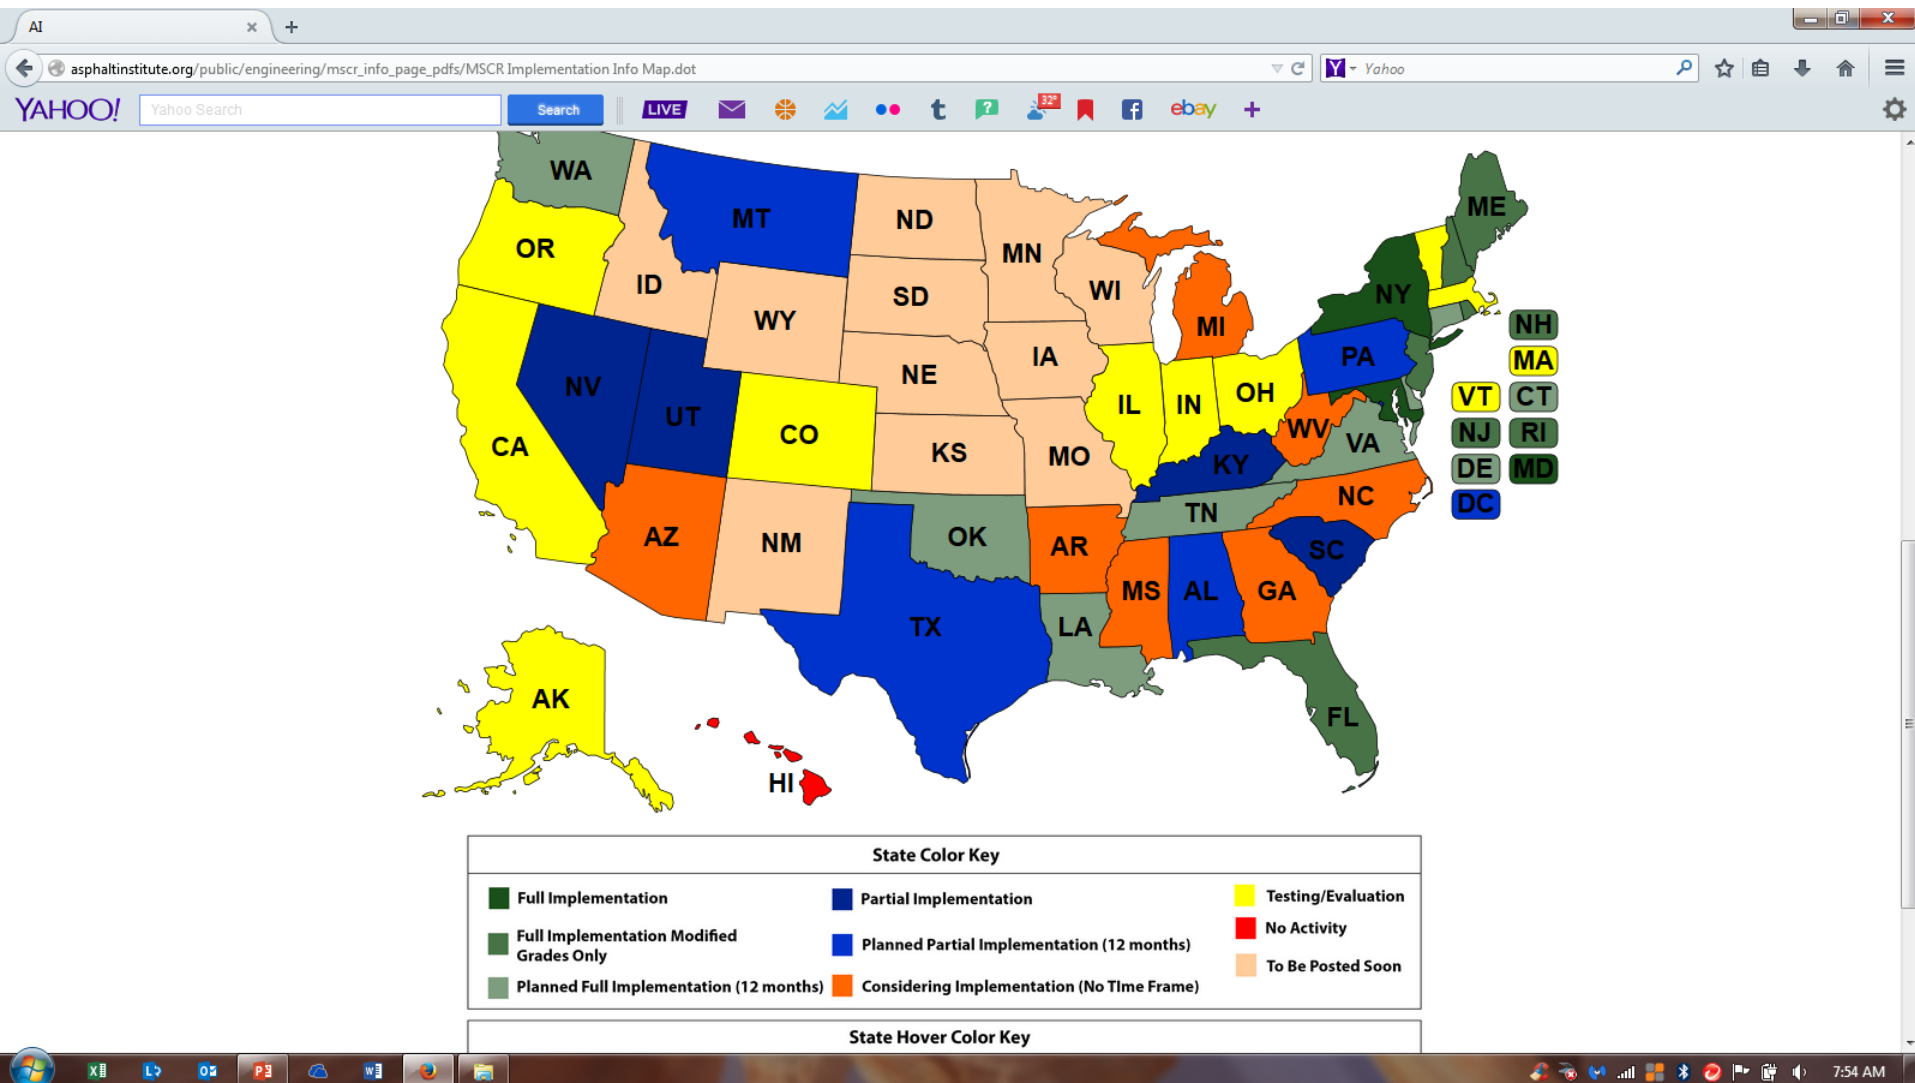 AI
asphaltinstitute.org/public/engineering/mscr_info_page_pdfs/MSCR Implementation Info Map.dot
Yahoo
YAHOO!
Yahoo Search
Search
LIVE
32°
ebay
WA
MT
ND
MN
ME
OR
ID
SD
WI
NY
WY
MI
NH
NV
NE
IA
PA
MA
UT
CO
IL
IN
OH
VT
CT
CA
KS
MO
KY
WV
VA
NJ
RI
DE
MD
AZ
NM
OK
AR
TN
NC
DC
SC
MS
AL
GA
TX
LA
AK
FL
HI
State Color Key
Full Implementation
Partial Implementation
Testing/Evaluation
Full Implementation Modified
Grades Only
Planned Partial Implementation (12 months)
No Activity
To Be Posted Soon
Planned Full Implementation (12 months)
Considering Implementation (No TIme Frame)
State Hover Color Key
7:54 AM